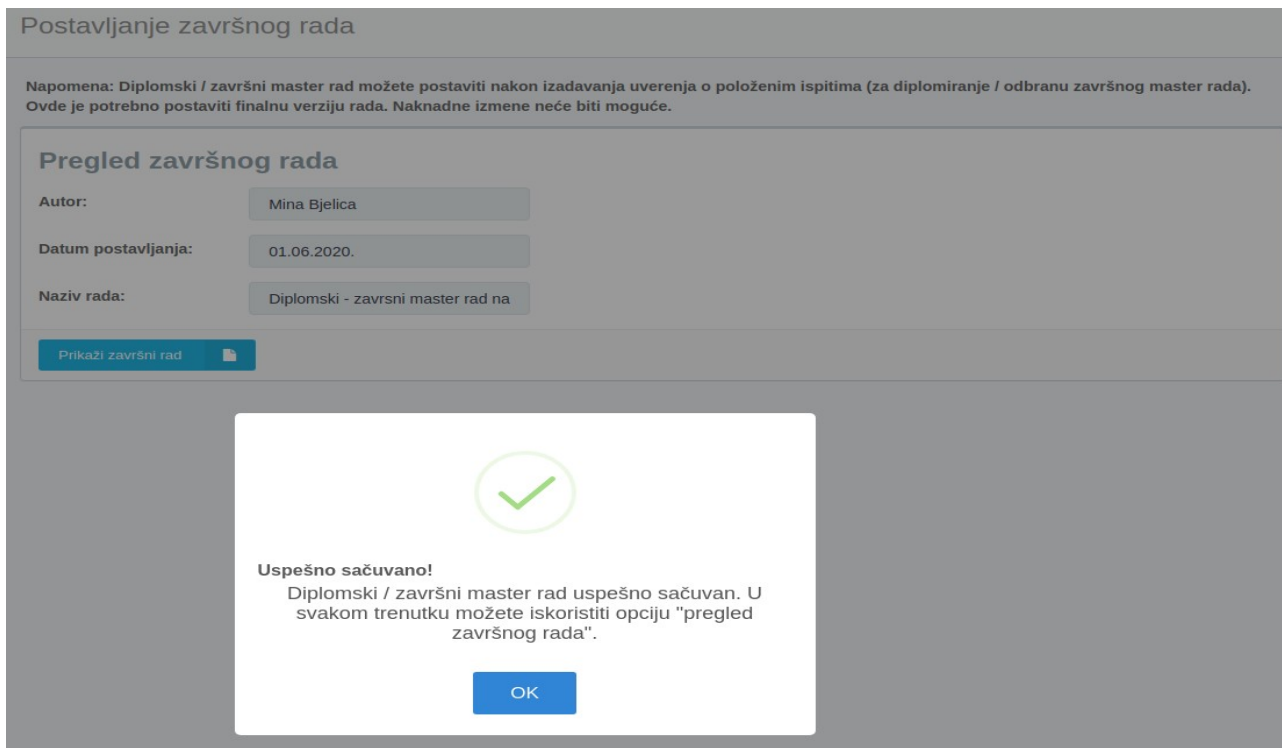 Postavljanje završnog rada
Napomena: Diplomski / završni master rad možete postaviti nakon izadavanja uverenja o položenim ispitima (za diplomiranje / odbranu završnog master rada).
Ovde je potrebno postaviti finalnu verziju rada. Naknadne izmene neće biti moguće.
Pregled završnog rada
Autor: Mina Bjelica
Datum postavljanja: 01.06.2020.
Naziv rada: Diplomski - zavrsni master rad na
Prikaži završni rad
Uspešno sačuvano!
Diplomski / završni master rad uspešno sačuvan. U
svakom trenutku možete iskoristiti opciju "pregled
završnog rada".
OK